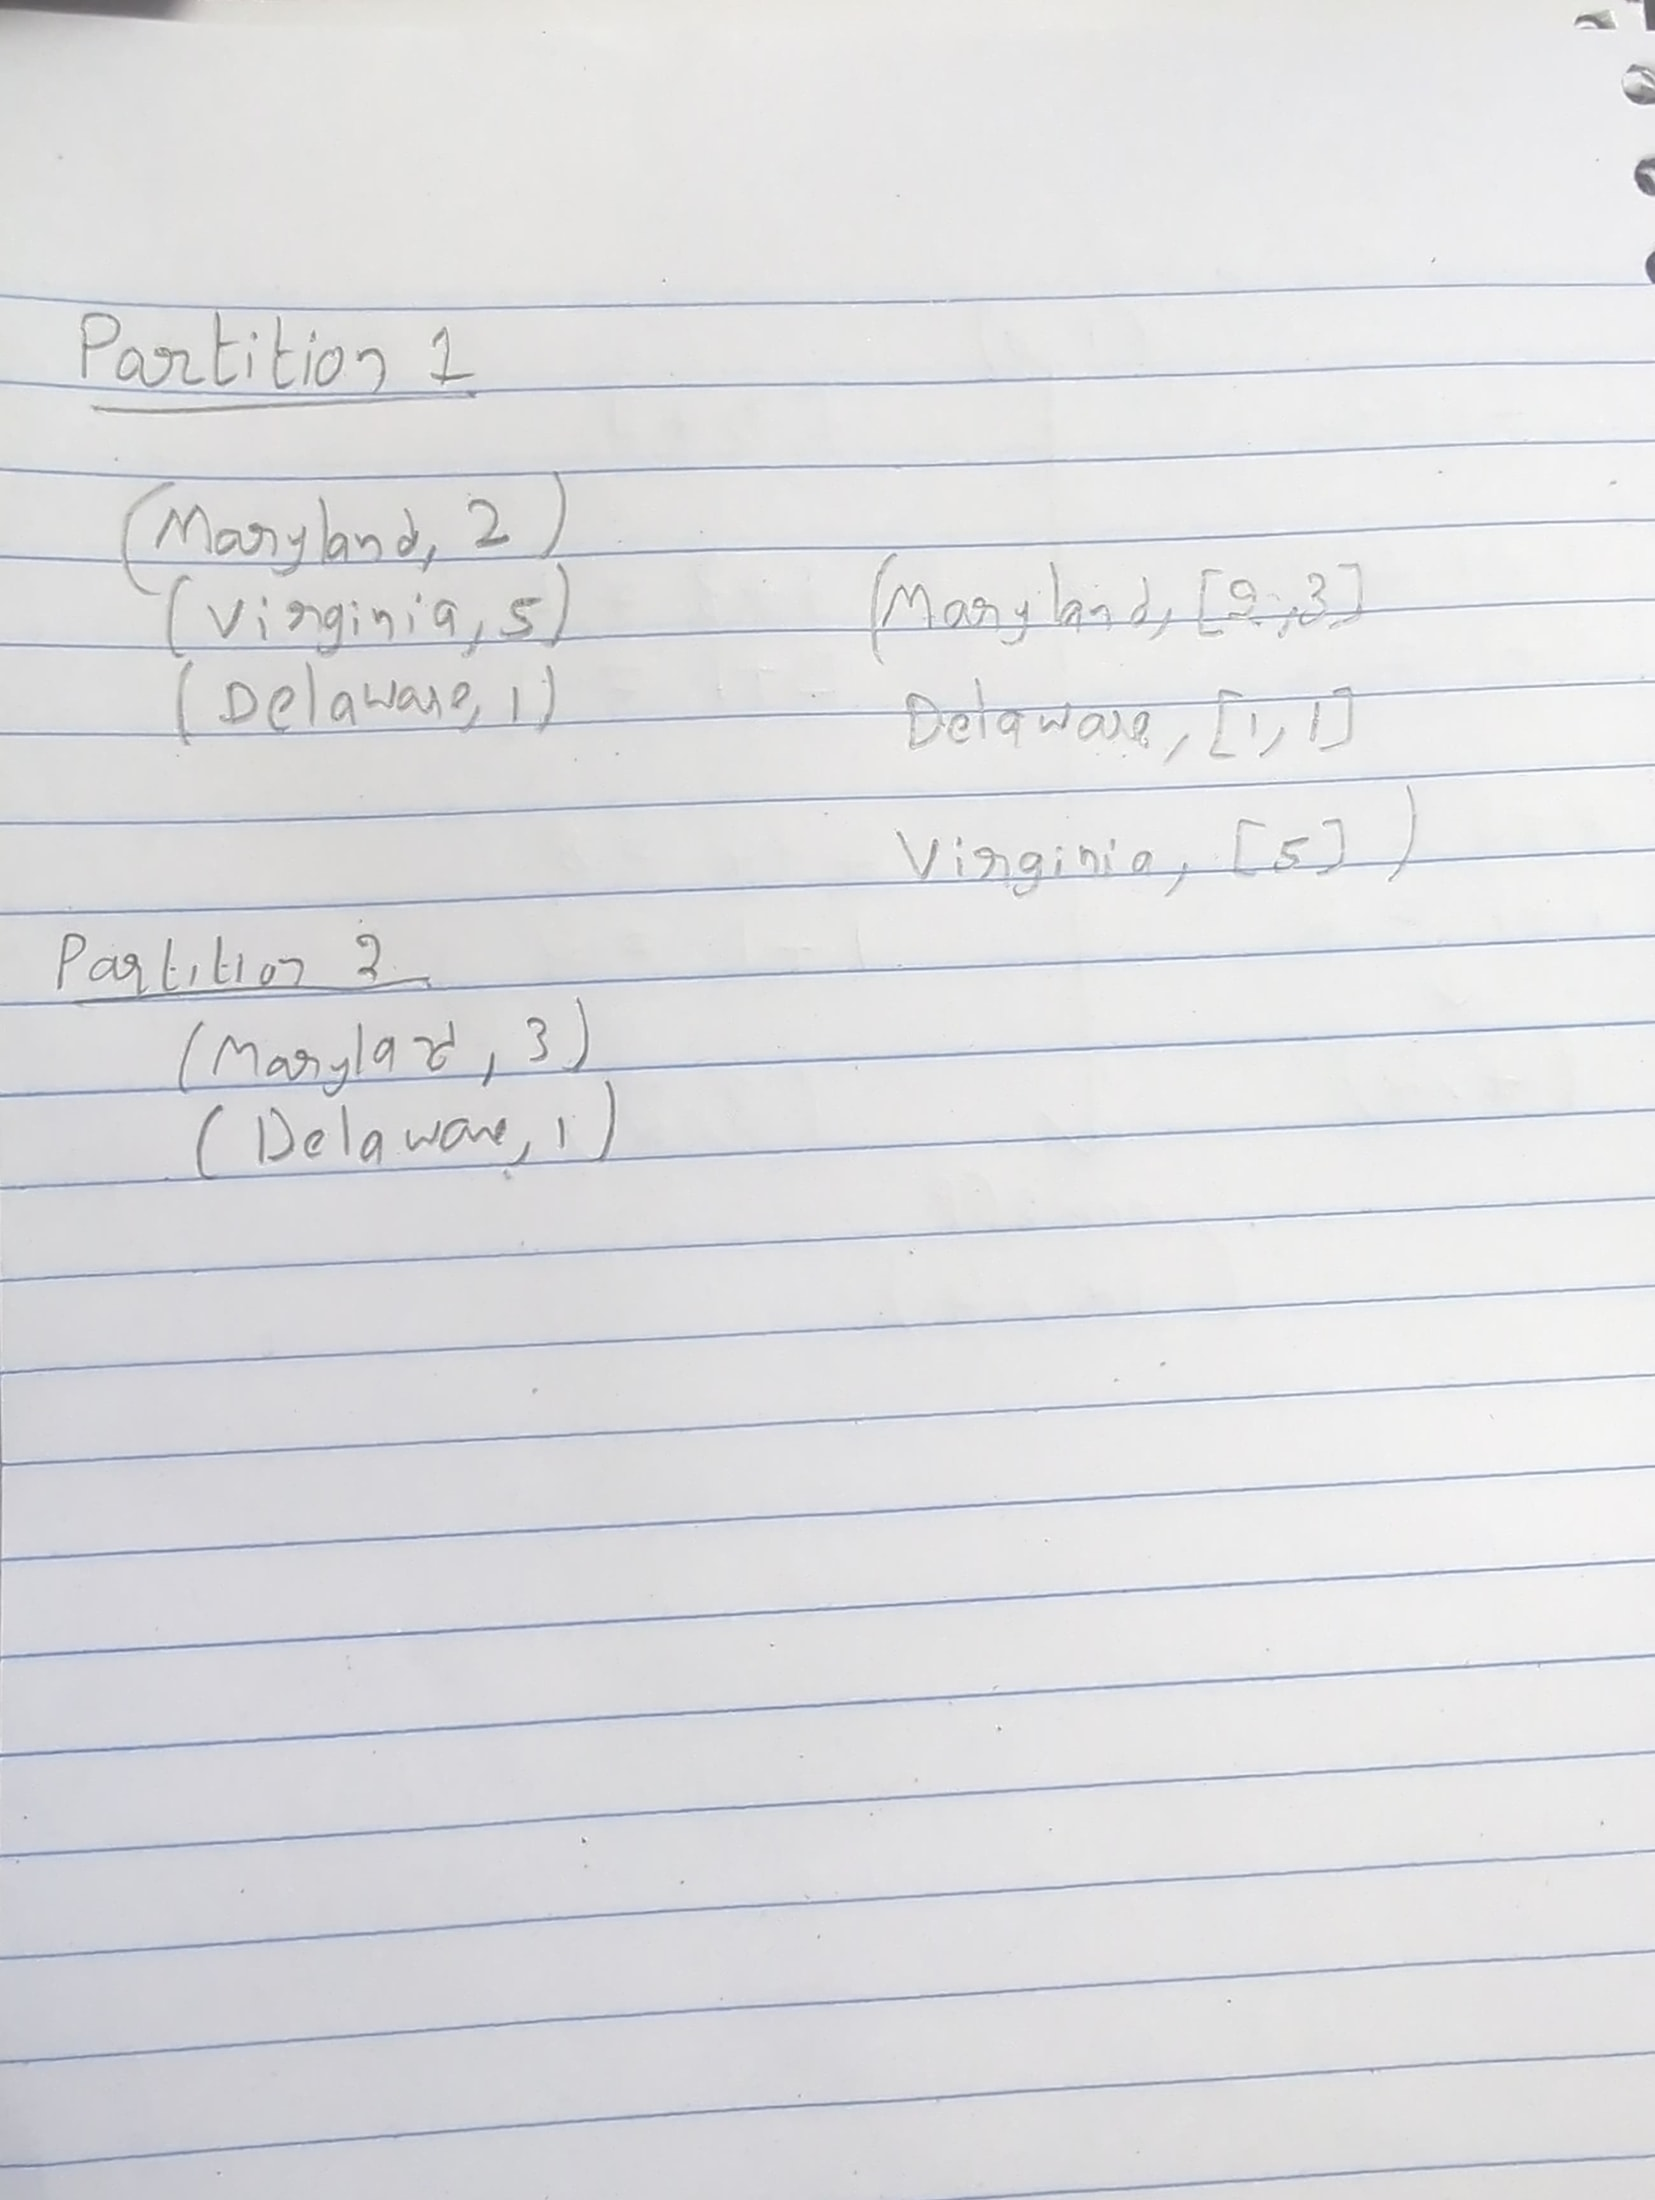 Partition 1
(Maryland, 2)
(Virginia, 5)
(Delaware, 1)
(Maryland, [2,3]
Delaware, [1, 1]
Virginia, [5] )
Partition 2
(Marylad, 3)
(Delaware, 1)